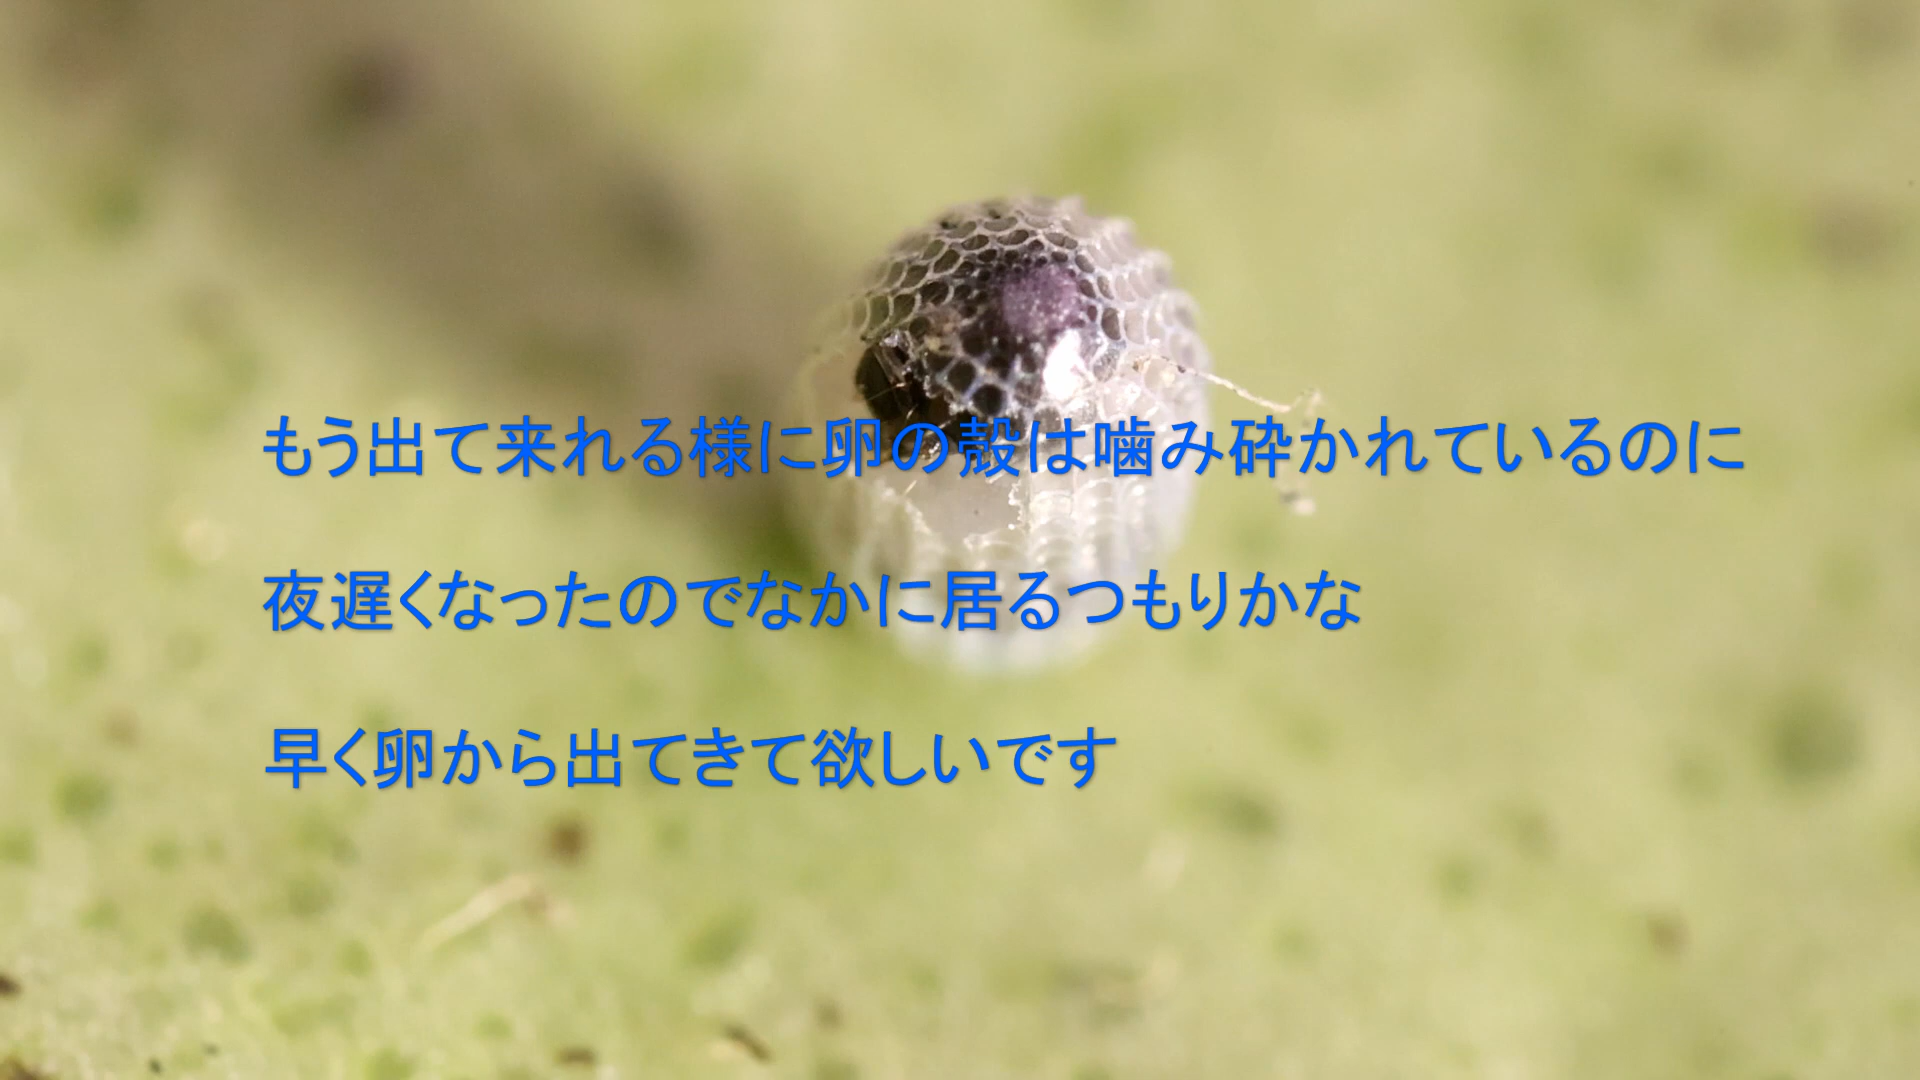 もう出て来れる様に卵の殻は噛み砕かれているのに
夜遅くなったのでなかに居るつもりかな
早く卵から出てきて欲しいです